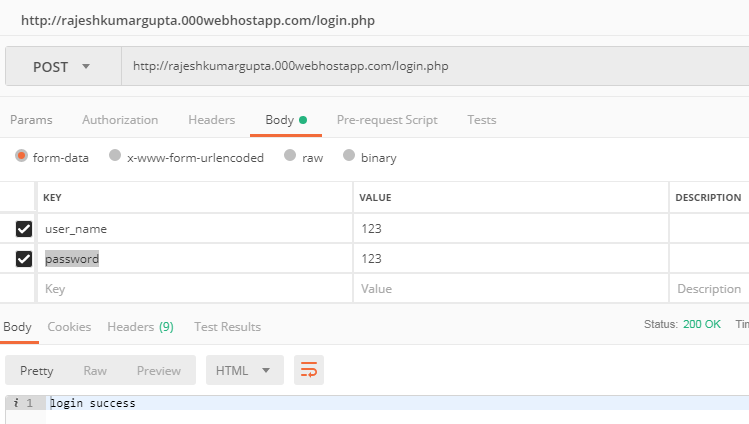 http://rajeshkumargupta.000webhostapp.com/login.php
POST http://rajeshkumargupta.000webhostapp.com/login.php
Params Authorization Headers Body Pre-request Script Tests
form-data x-www-form-urlencoded raw binary
KEY VALUE DESCRIPTION
user_name 123
password 123
Key Value Description
Body Cookies Headers (9) Test Results Status: 200 OK Tim
Pretty Raw Preview HTML
i 1 login success